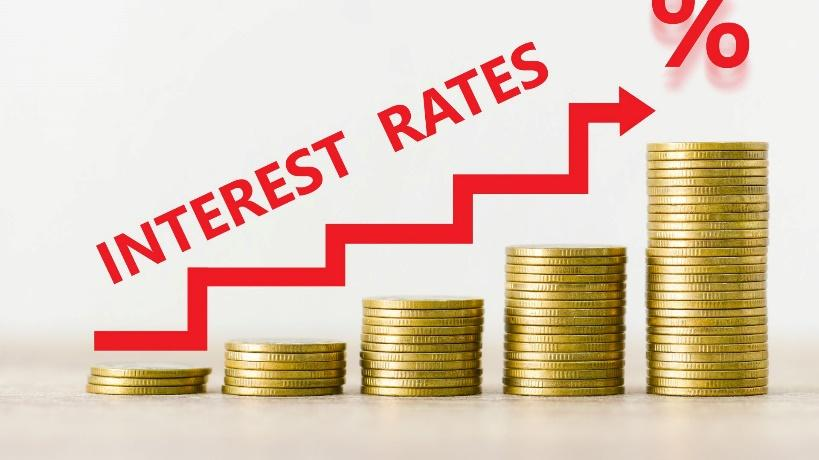 INTEREST RATES
%